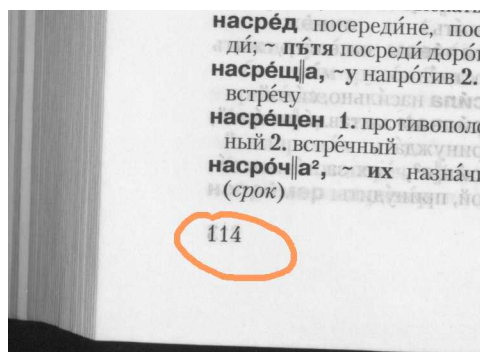 насре́д посереди́не, пос
ди́; ~ пъ́тя посреди́ доро́
насре́щ||а, ~у напро́тив 2.
встре́чу
насре́щен 1. противополо
ный 2. встре́чный
насро́ч||а², ~ их назна́чи
(срок)
114